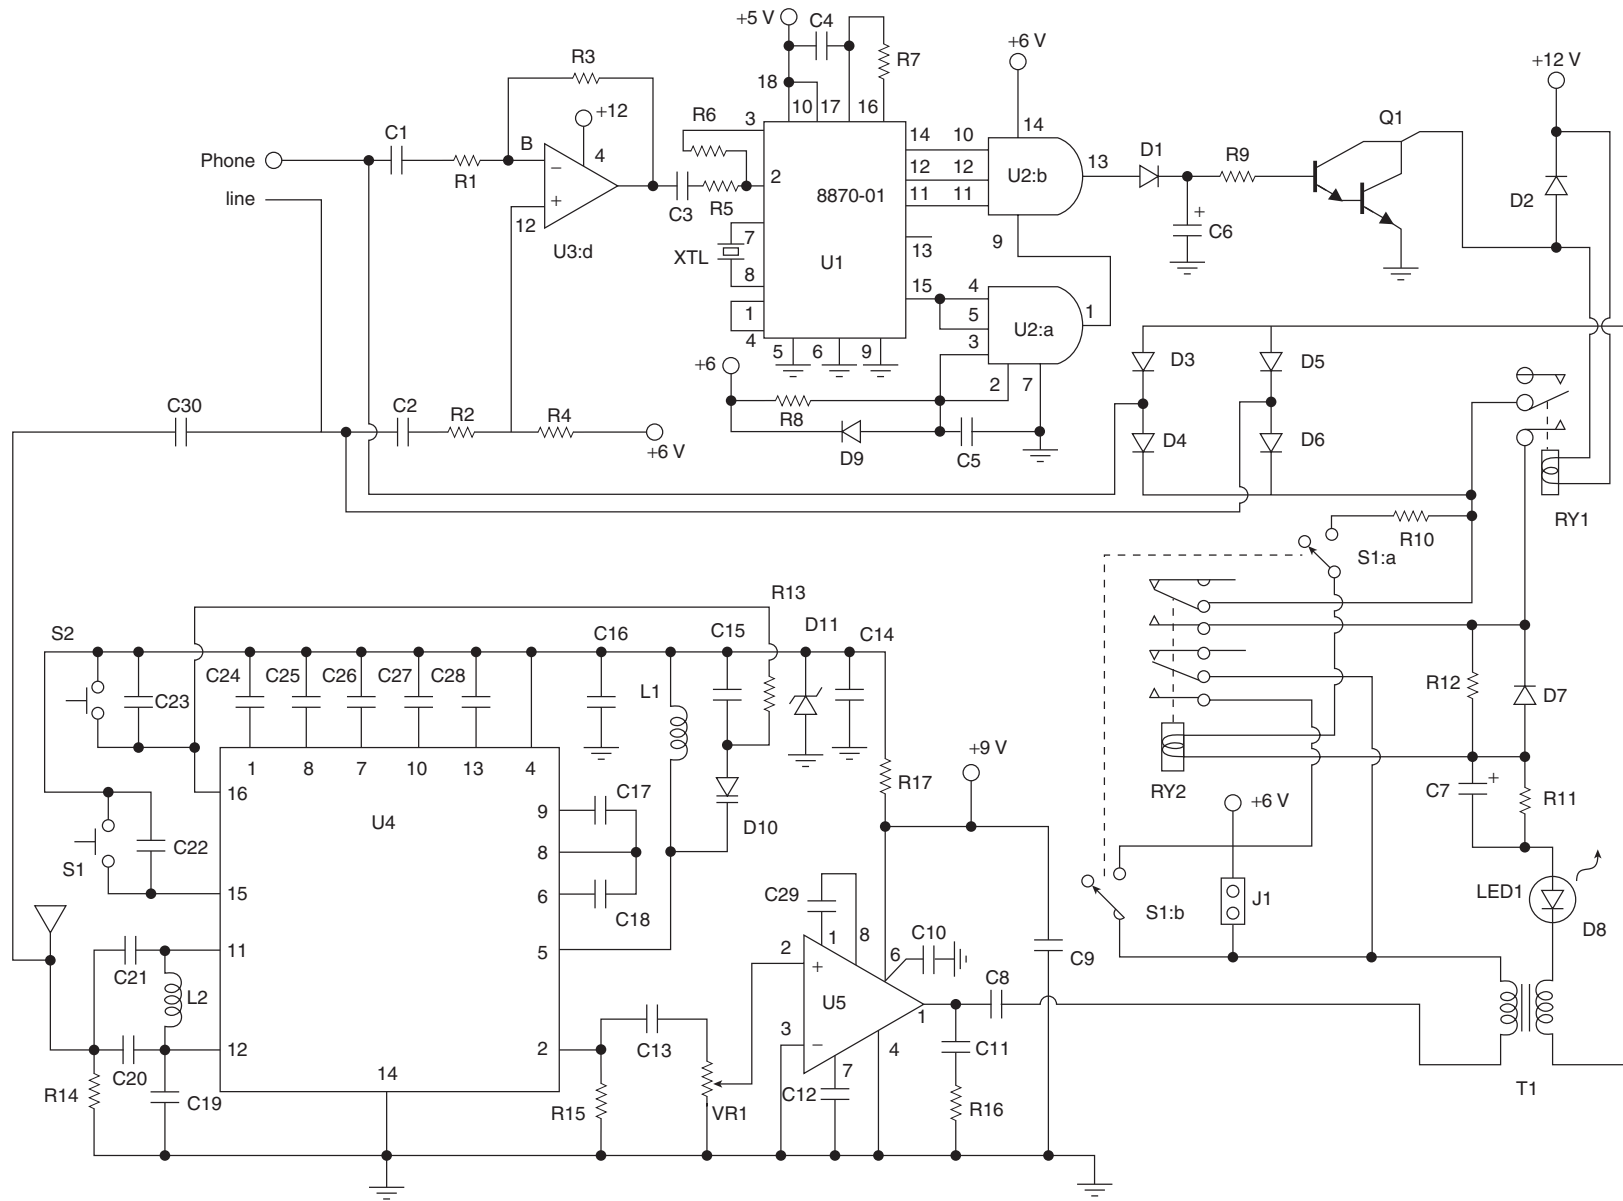 +5 V
C4
R7
+6 V
+12 V
R3
+12
18
10
17
16
Q1
C1
B
4
R6
3
14
10
14
13
D1
R9
Phone
R1
−
2
12
12
U2:b
D2
line
+
12
C3
R5
8870-01
11
11
+
C6
U3:d
XTL
7
8
U1
13
9
15
4
5
U2:a
1
1
4
3
D3
D5
5
6
9
2
7
+6
R8
C30
C2
R2
R4
+6 V
D9
C5
D4
D6
RY1
R10
S1:a
R13
S2
C16
C15
D11
C14
C24
C25
C26
C27
C28
C23
L1
R12
D7
1
8
7
10
13
4
R17
+9 V
RY2
C7
+
R11
16
U4
9
C17
D10
+6 V
S1
C22
8
15
6
C18
C29
S1:b
J1
LED1
D8
11
5
2
1
8
6
C10
C21
L2
+
U5
C8
C9
12
2
C13
3
−
1
4
C11
C20
14
7
C12
R14
C19
R15
VR1
R16
T1